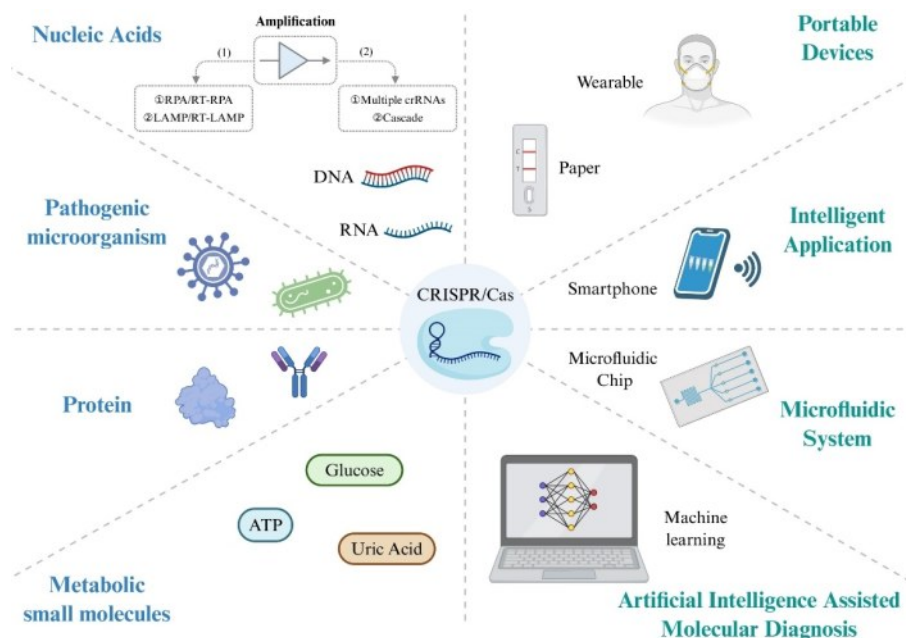 Nucleic Acids
Amplification
(1)
(2)
①RPA/RT-RPA
②LAMP/RT-LAMP
①Multiple crRNAs
②Cascade
DNA
RNA
Pathogenic
microorganism
Protein
Glucose
ATP
Uric Acid
Metabolic
small molecules
CRISPR/Cas
Portable
Devices
Wearable
C
T
S
Paper
Intelligent
Application
Smartphone
Microfluidic
Chip
Microfluidic
System
Machine
learning
Artificial Intelligence Assisted
Molecular Diagnosis